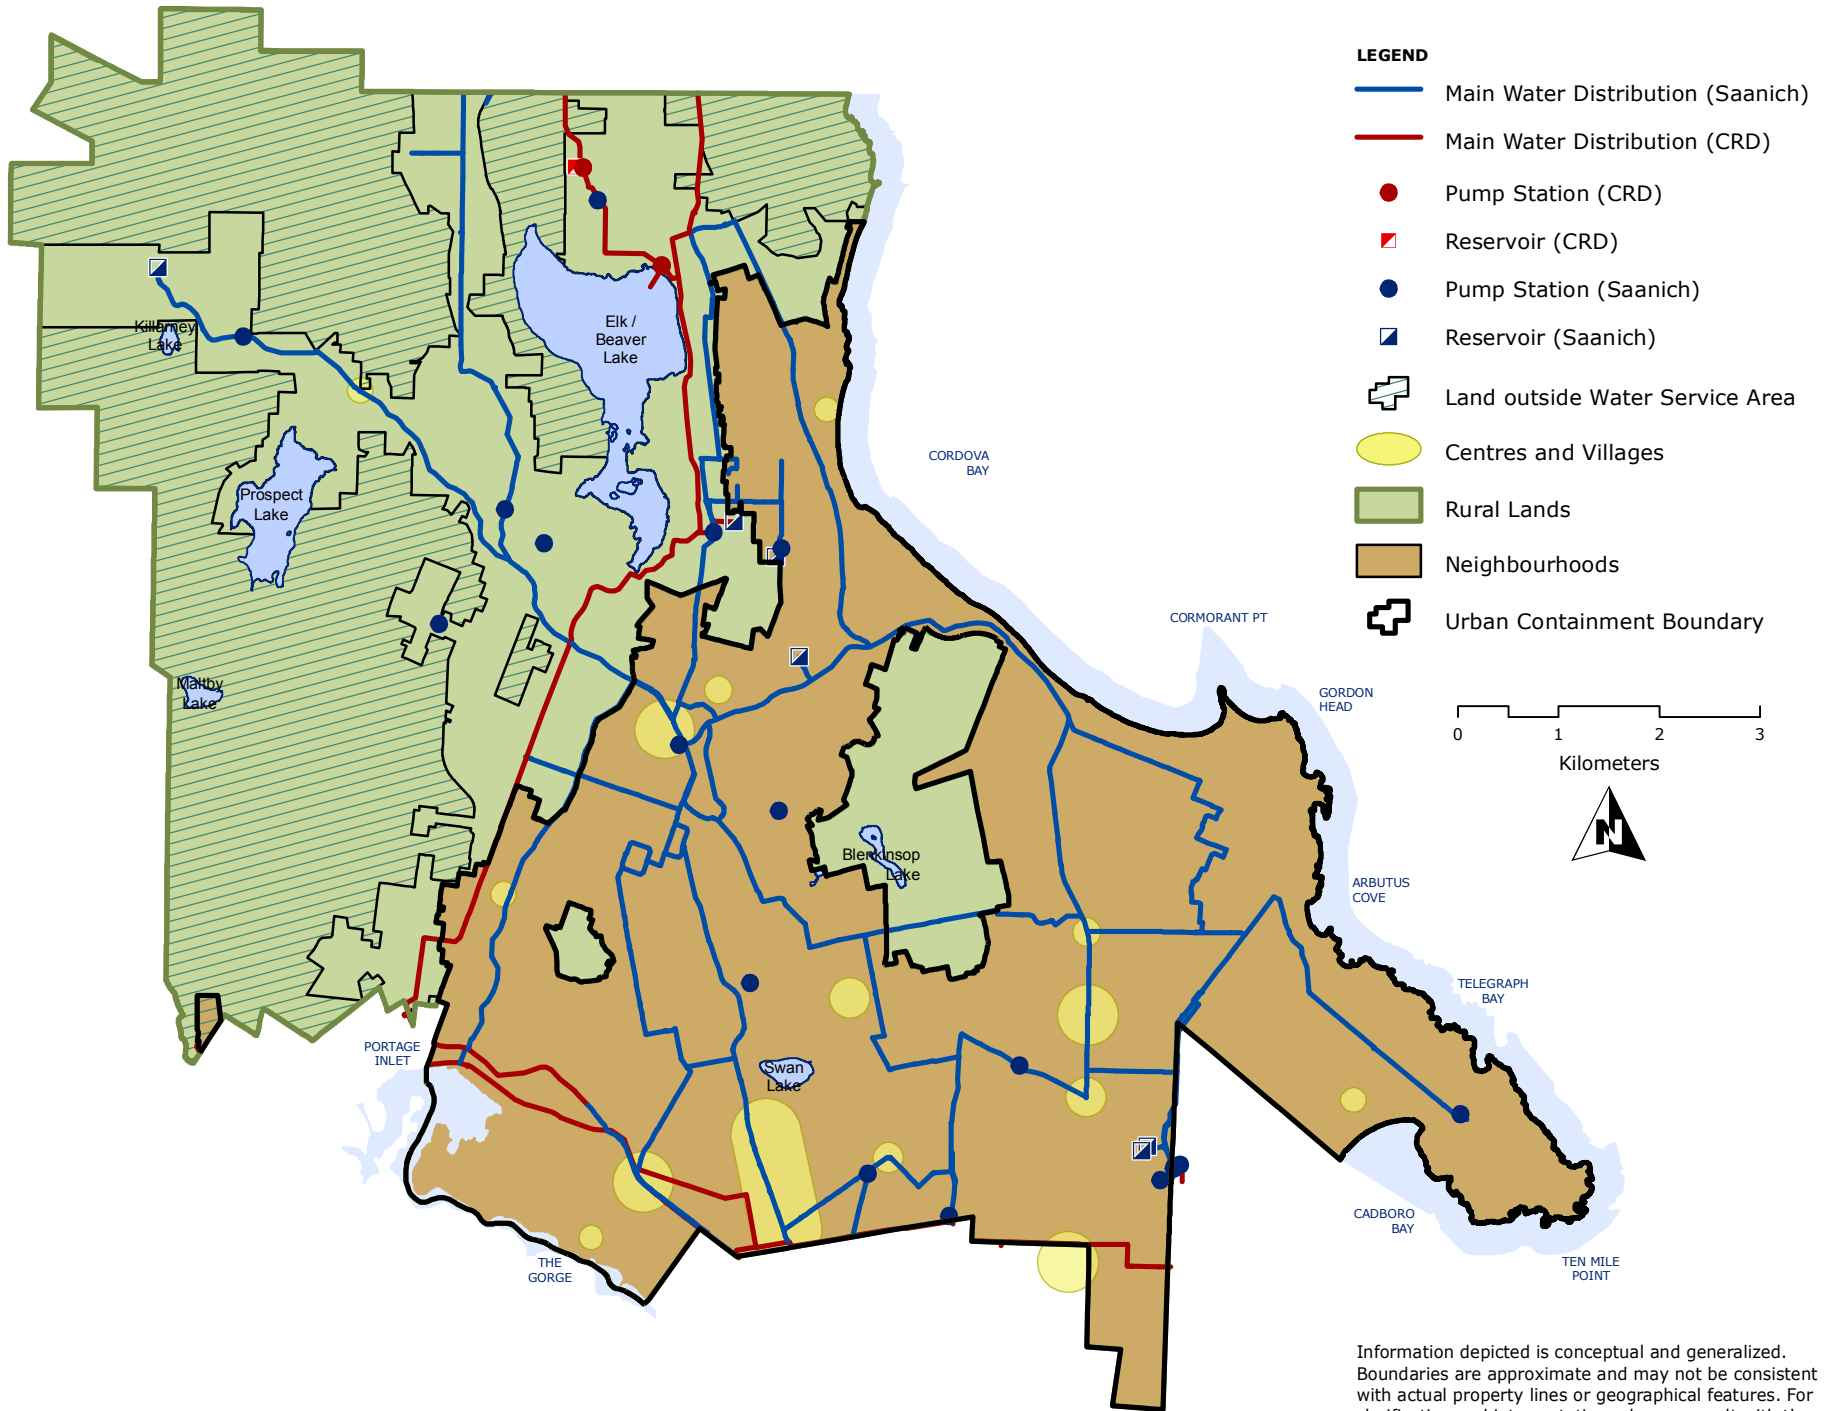 LEGEND
Main Water Distribution (Saanich)
Main Water Distribution (CRD)
Pump Station (CRD)
Reservoir (CRD)
Pump Station (Saanich)
Reservoir (Saanich)
Land outside Water Service Area
Centres and Villages
Rural Lands
Neighbourhoods
Urban Containment Boundary
0 1 2 3
Kilometers
N
Killarney
Lake
Elk /
Beaver
Lake
Prospect
Lake
Maltby
Lake
Blenkinsop
Lake
Swan
Lake
CORDOVA
BAY
CORMORANT PT
GORDON
HEAD
ARBUTUS
COVE
TELEGRAPH
BAY
PORTAGE
INLET
THE
GORGE
CADBORO
BAY
TEN MILE
POINT
Information depicted is conceptual and generalized.
Boundaries are approximate and may not be consistent
with actual property lines or geographical features. For